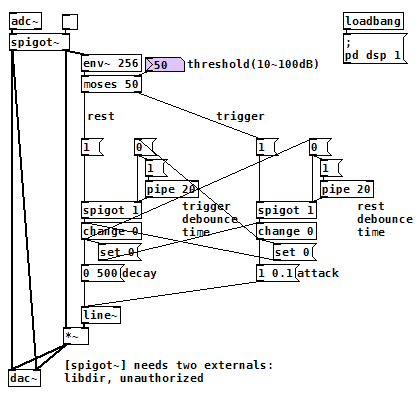 adc~
loadbang
spigot~
;
pd dsp 1
env~ 256
50
threshold(10~100dB)
moses 50
rest
trigger
1
0
1
0
1
1
pipe 20
pipe 20
spigot 1
trigger
debounce
time
spigot 1
rest
debounce
time
change 0
change 0
set 0
set 0
0 500
decay
1 0.1
attack
line~
*~
[spigot~] needs two externals:
libdir, unauthorized
dac~